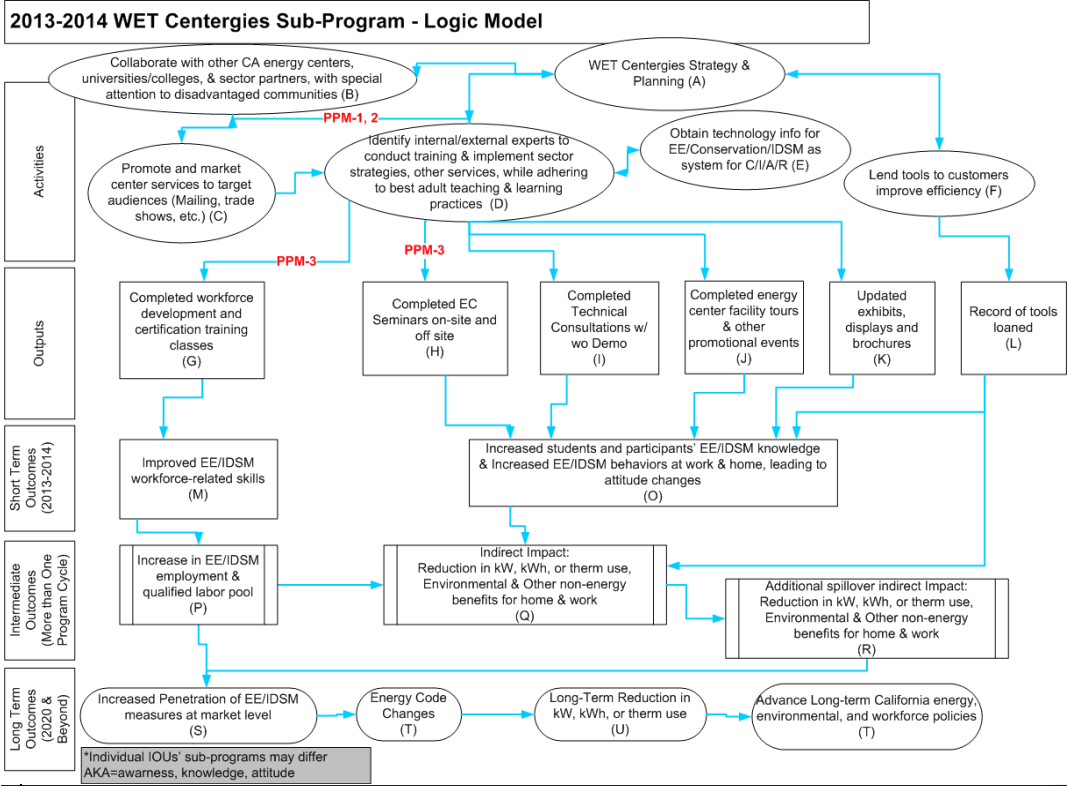 2013-2014 WET Centergies Sub-Program - Logic Model
Activities
Collaborate with other CA energy centers,
universities/colleges, & sector partners, with special
attention to disadvantaged communities (B)
WET Centergies Strategy &
Planning (A)
PPM-1, 2
Promote and market
center services to target
audiences (Mailing, trade
shows, etc.) (C)
Identify internal/external experts to
conduct training & implement sector
strategies, other services, while adhering
to best adult teaching & learning
practices (D)
Obtain technology info for
EE/Conservation/IDSM as
system for C/I/A/R (E)
Lend tools to customers
improve efficiency (F)
PPM-3
PPM-3
Outputs
Completed workforce
development and
certification training
classes
(G)
Completed EC
Seminars on-site and
off site
(H)
Completed
Technical
Consultations w/
wo Demo
(I)
Completed energy
center facility tours
& other
promotional events
(J)
Updated
exhibits,
displays and
brochures
(K)
Record of tools
loaned
(L)
Short Term
Outcomes
(2013-2014)
Improved EE/IDSM
workforce-related skills
(M)
Increased students and participants' EE/IDSM knowledge
& Increased EE/IDSM behaviors at work & home, leading to
attitude changes
(O)
Intermediate
Outcomes
(More than One
Program Cycle)
Increase in EE/IDSM
employment &
qualified labor pool
(P)
Indirect Impact:
Reduction in kW, kWh, or therm use,
Environmental & Other non-energy
benefits for home & work
(Q)
Additional spillover indirect Impact:
Reduction in kW, kWh, or therm use,
Environmental & Other non-energy
benefits for home & work
(R)
Long Term
Outcomes
(2020 &
Beyond)
Increased Penetration of EE/IDSM
measures at market level
(S)
Energy Code
Changes
(T)
Long-Term Reduction in
kW, kWh, or therm use
(U)
Advance Long-term California energy,
environmental, and workforce policies
(T)
*Individual IOUs' sub-programs may differ
AKA=awarness, knowledge, attitude